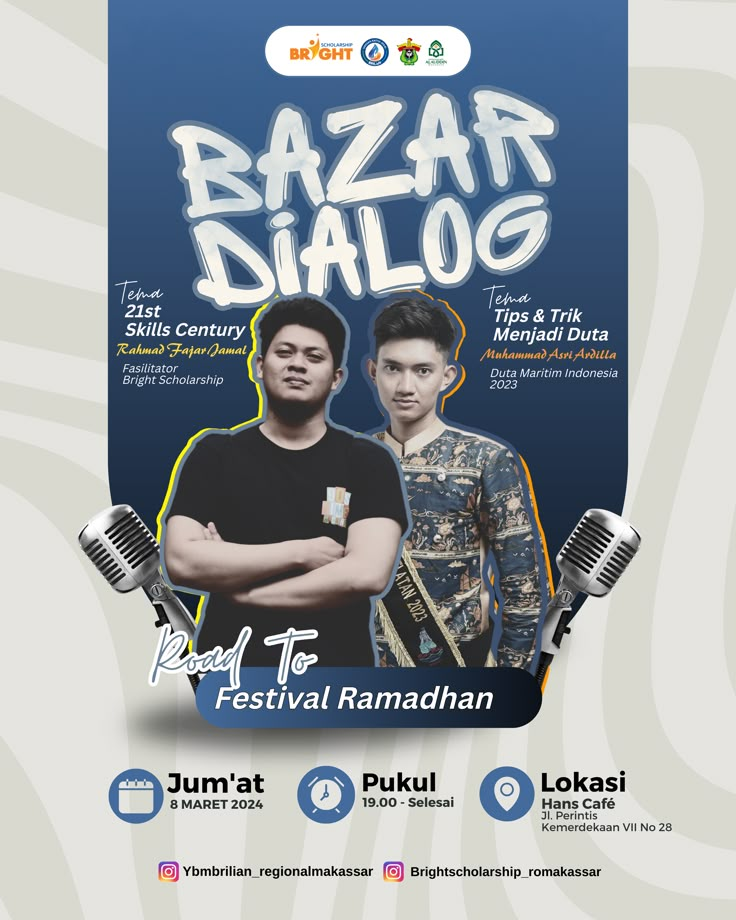 SCHOLARSHIP
BRIGHT
BAZAR
DiALOG
Tema
21st
Skills Century
Rahmad Fajar Jamal
Fasilitator
Bright Scholarship
Tema
Tips & Trik
Menjadi Duta
Muhammad Asri Ardilla
Duta Maritim Indonesia
2023
ELATAN 2023
Road To
Festival Ramadhan
Jum'at
8 MARET 2024
Pukul
19.00 - Selesai
Lokasi
Hans Café
Jl. Perintis
Kemerdekaan VII No 28
Ybmbrilian_regionalmakassar
Brightscholarship_romakassar